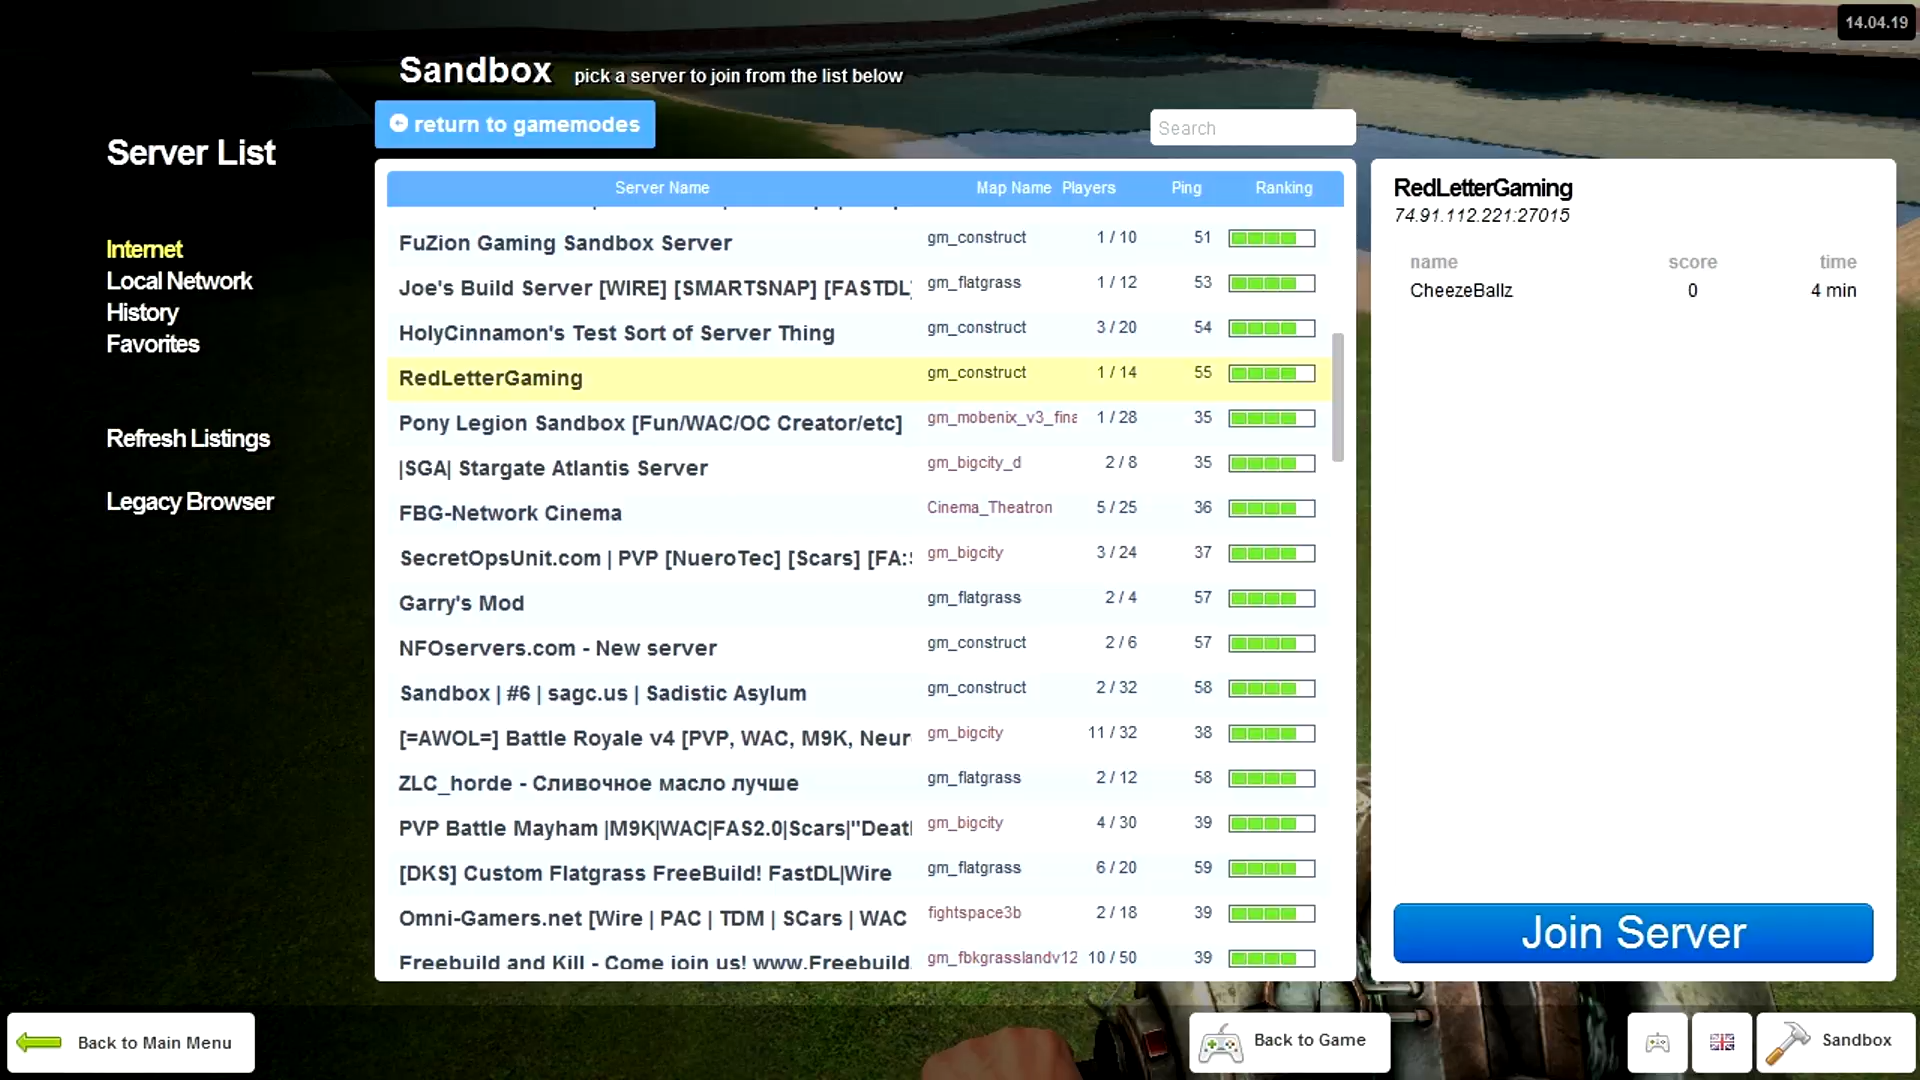 14.04.19
Sandbox pick a server to join from the list below
return to gamemodes
Search
Server List
Internet
Local Network
History
Favorites
Refresh Listings
Legacy Browser
Server Name Map Name Players Ping Ranking
FuZion Gaming Sandbox Server gm_construct 1 / 10 51
Joe's Build Server [WIRE] [SMARTSNAP] [FASTDL] gm_flatgrass 1 / 12 53
HolyCinnamon's Test Sort of Server Thing gm_construct 3 / 20 54
RedLetterGaming gm_construct 1 / 14 55
Pony Legion Sandbox [Fun/WAC/OC Creator/etc] gm_mobenix_v3_fina 1 / 28 35
|SGA| Stargate Atlantis Server gm_bigcity_d 2 / 8 35
FBG-Network Cinema Cinema_Theatron 5 / 25 36
SecretOpsUnit.com | PVP [NueroTec] [Scars] [FA:S gm_bigcity 3 / 24 37
Garry's Mod gm_flatgrass 2 / 4 57
NFOservers.com - New server gm_construct 2 / 6 57
Sandbox | #6 | sagc.us | Sadistic Asylum gm_construct 2 / 32 58
[=AWOL=] Battle Royale v4 [PVP, WAC, M9K, Neur gm_bigcity 11 / 32 38
ZLC_horde - Сливочное масло лучше gm_flatgrass 2 / 12 58
PVP Battle Mayham |M9K|WAC|FAS2.0|Scars|"Deatl gm_bigcity 4 / 30 39
[DKS] Custom Flatgrass FreeBuild! FastDL|Wire gm_flatgrass 6 / 20 59
Omni-Gamers.net [Wire | PAC | TDM | SCars | WAC fightspace3b 2 / 18 39
Freebuild and Kill - Come join us! www.Freebuild. gm_fbkgrasslandv12 10 / 50 39
RedLetterGaming
74.91.112.221:27015
name score time
CheezeBallz 0 4 min
Join Server
Back to Main Menu
Back to Game
Sandbox